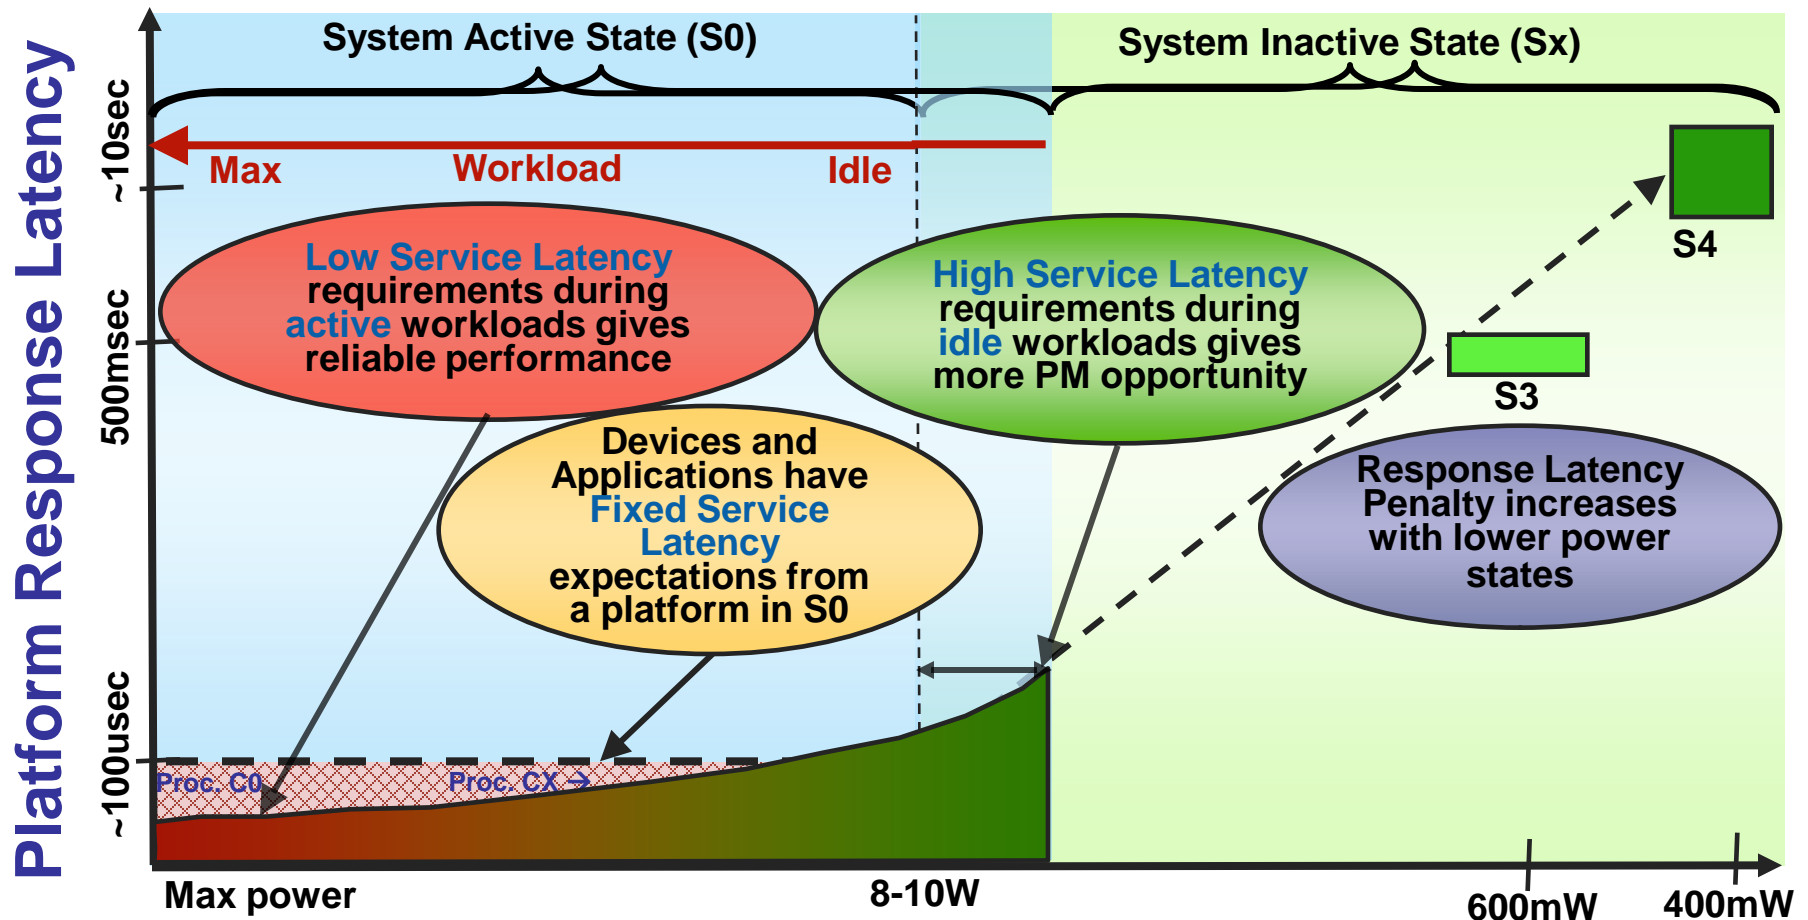 System Active State (S0)
System Inactive State (Sx)
Platform Response Latency
~10sec
500msec
~100usec
Max
Workload
Idle
Low Service Latency
requirements during
active workloads gives
reliable performance
High Service Latency
requirements during
idle workloads gives
more PM opportunity
S4
S3
Devices and
Applications have
Fixed Service
Latency
expectations from
a platform in S0
Response Latency
Penalty increases
with lower power
states
Proc. C0
Proc. CX →
Max power
8-10W
600mW
400mW